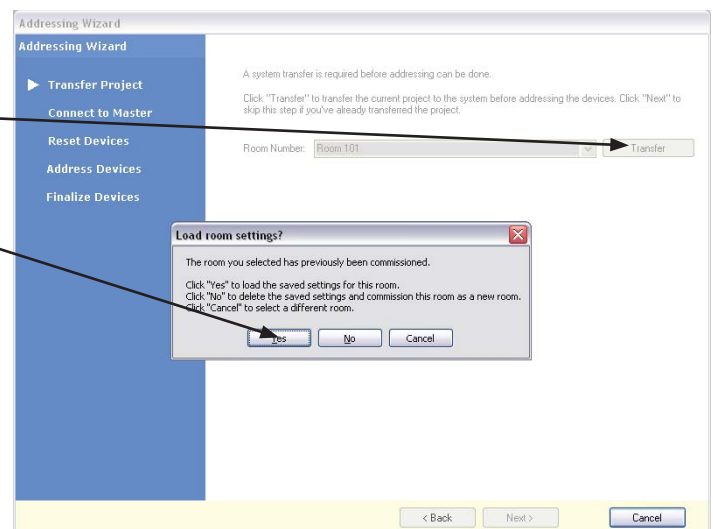 Addressing Wizard
Addressing Wizard
Transfer Project
Connect to Master
Reset Devices
Address Devices
Finalize Devices
A system transfer is required before addressing can be done.
Click "Transfer" to transfer the current project to the system before addressing the devices. Click "Next" to
skip this step if you've already transferred the project.
Room Number: Room 101
Transfer
Load room settings?
The room you selected has previously been commissioned.
Click "Yes" to load the saved settings for this room.
Click "No" to delete the saved settings and commission this room as a new room.
Click "Cancel" to select a different room.
Yes No Cancel
< Back Next > Cancel